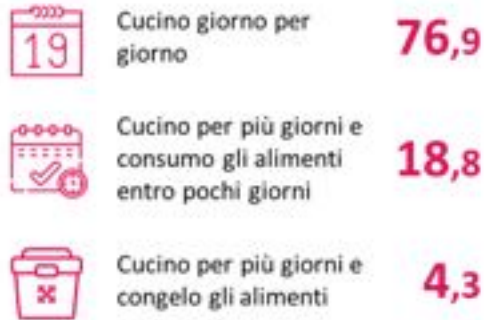 19
Cucino giorno per
giorno
76,9
Cucino per più giorni e
consumo gli alimenti
entro pochi giorni
18,8
Cucino per più giorni e
congelo gli alimenti
4,3